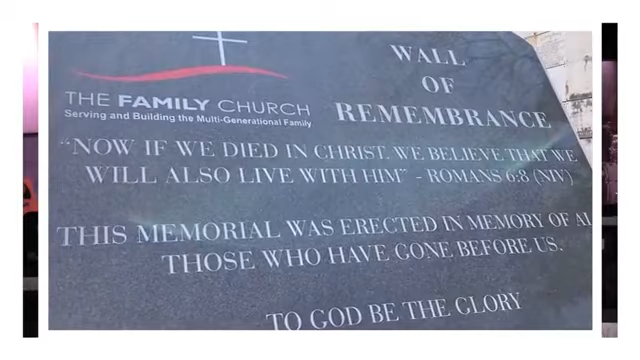 WALL
OF
REMEMBRANCE
THE FAMILY CHURCH
Serving and Building the Multi-Generational Family
"NOW IF WE DIED IN CHRIST, WE BELIEVE THAT WE
WILL ALSO LIVE WITH HIM" - ROMANS 6:8 (NIV)
THIS MEMORIAL WAS ERECTED IN MEMORY OF
THOSE WHO HAVE GONE BEFORE US.
TO GOD BE THE GLORY